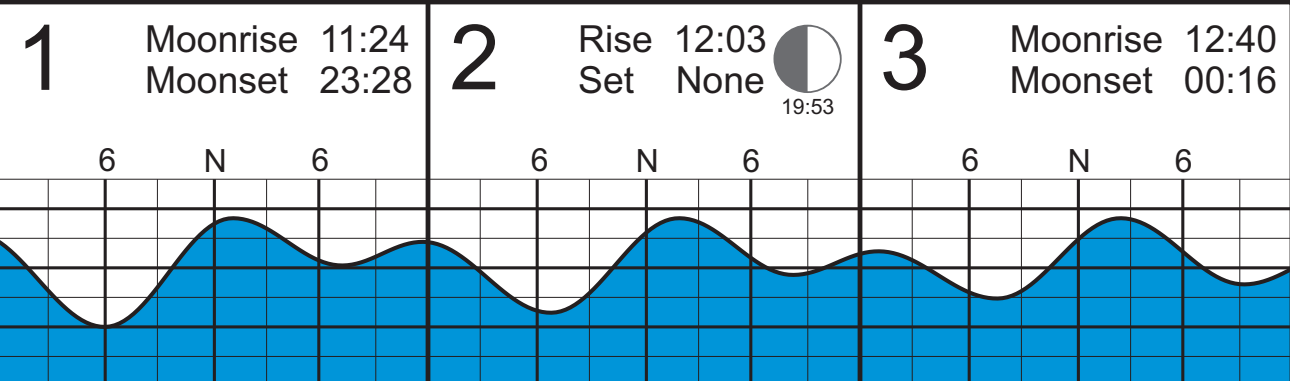 1
Moonrise 11:24
Moonset 23:28
6 N 6
2
Rise 12:03
Set None
19:53
6 N 6
3
Moonrise 12:40
Moonset 00:16
6 N 6